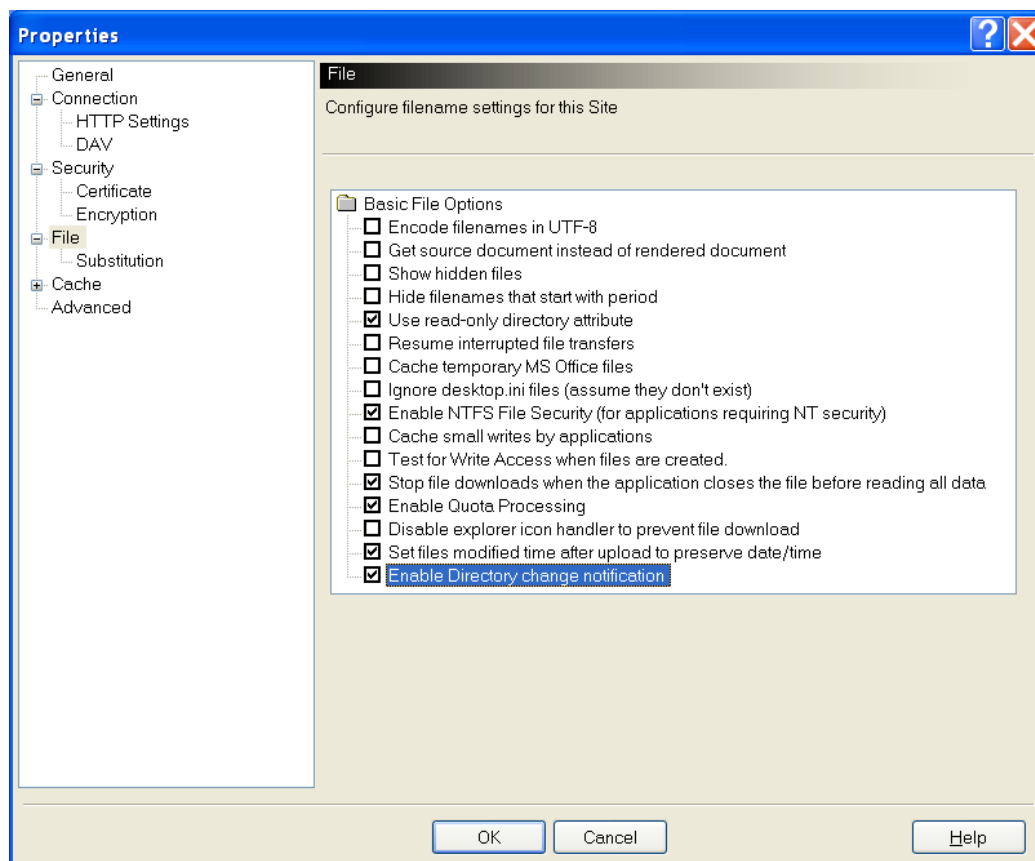 Properties
General
Connection
HTTP Settings
DAV
Security
Certificate
Encryption
File
Substitution
Cache
Advanced
File
Configure filename settings for this Site
Basic File Options
Encode filenames in UTF-8
Get source document instead of rendered document
Show hidden files
Hide filenames that start with period
Use read-only directory attribute
Resume interrupted file transfers
Cache temporary MS Office files
Ignore desktop.ini files (assume they don't exist)
Enable NTFS File Security (for applications requiring NT security)
Cache small writes by applications
Test for Write Access when files are created.
Stop file downloads when the application closes the file before reading all data
Enable Quota Processing
Disable explorer icon handler to prevent file download
Set files modified time after upload to preserve date/time
Enable Directory change notification
OK
Cancel
Help